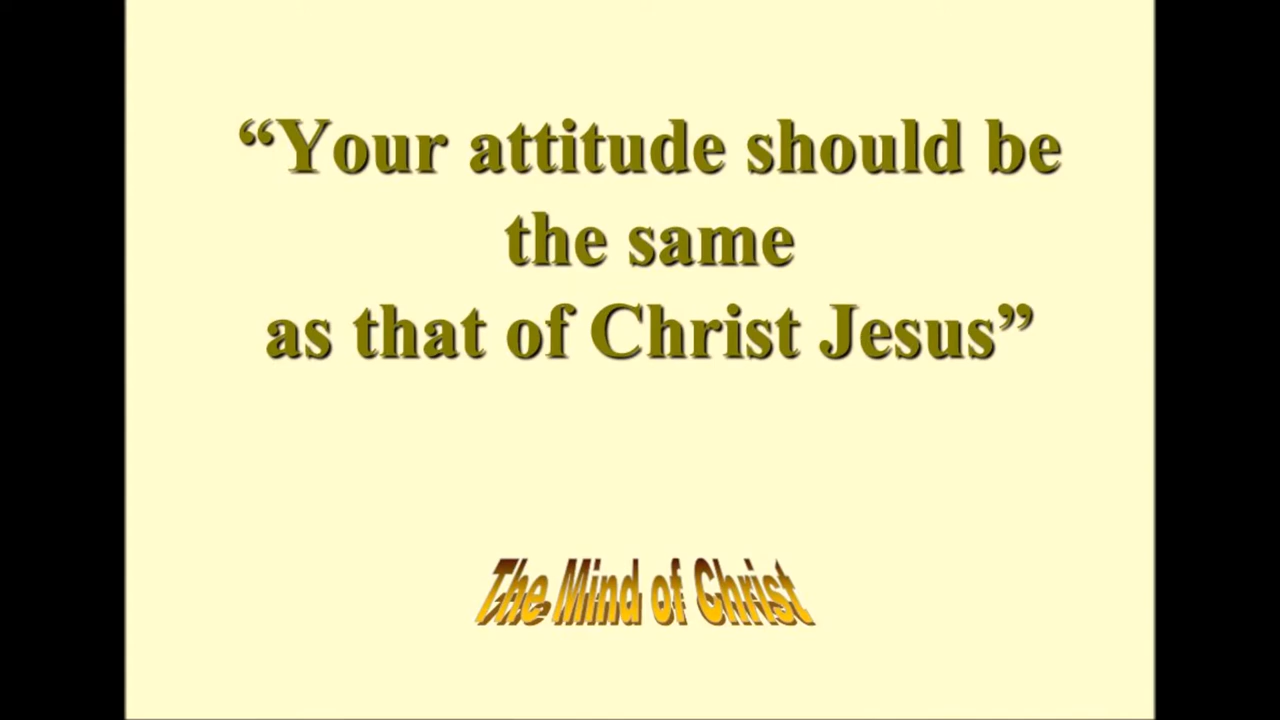 “Your attitude should be
the same
as that of Christ Jesus”
The Mind of Christ